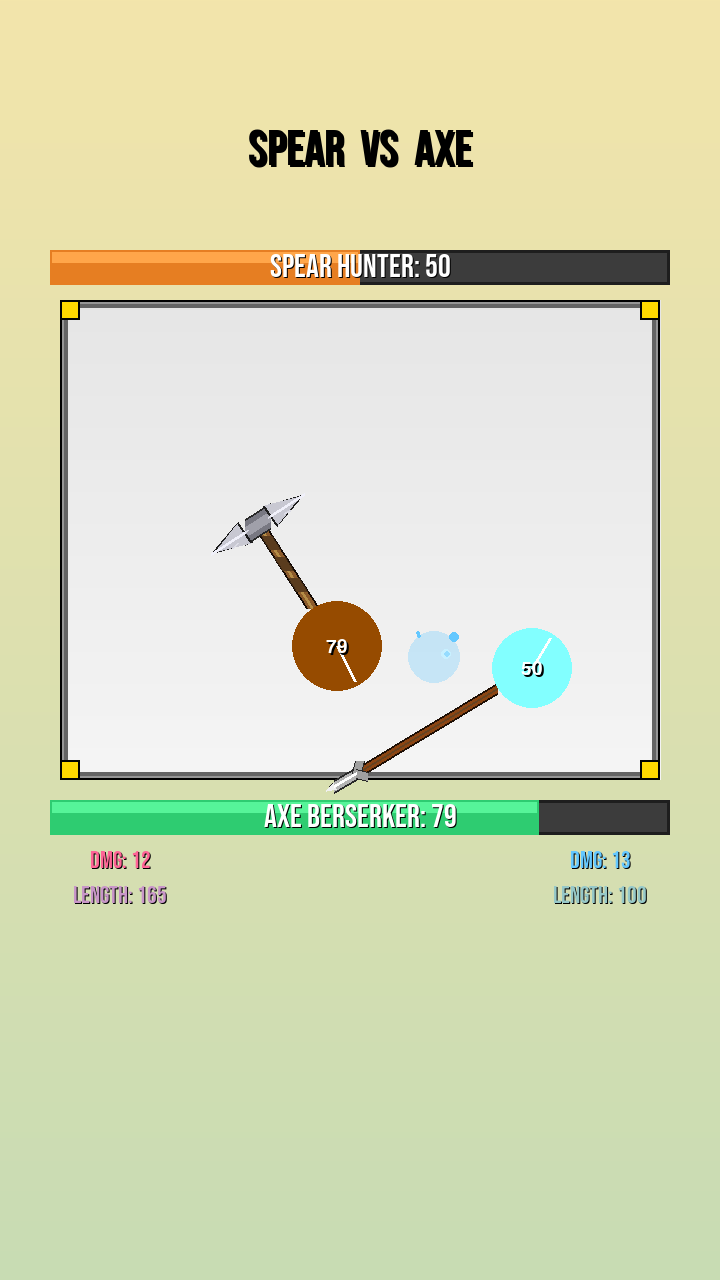 SPEAR VS AXE
SPEAR HUNTER: 50
79
50
AXE BERSERKER: 79
DMG: 12
DMG: 13
LENGTH: 165
LENGTH: 100